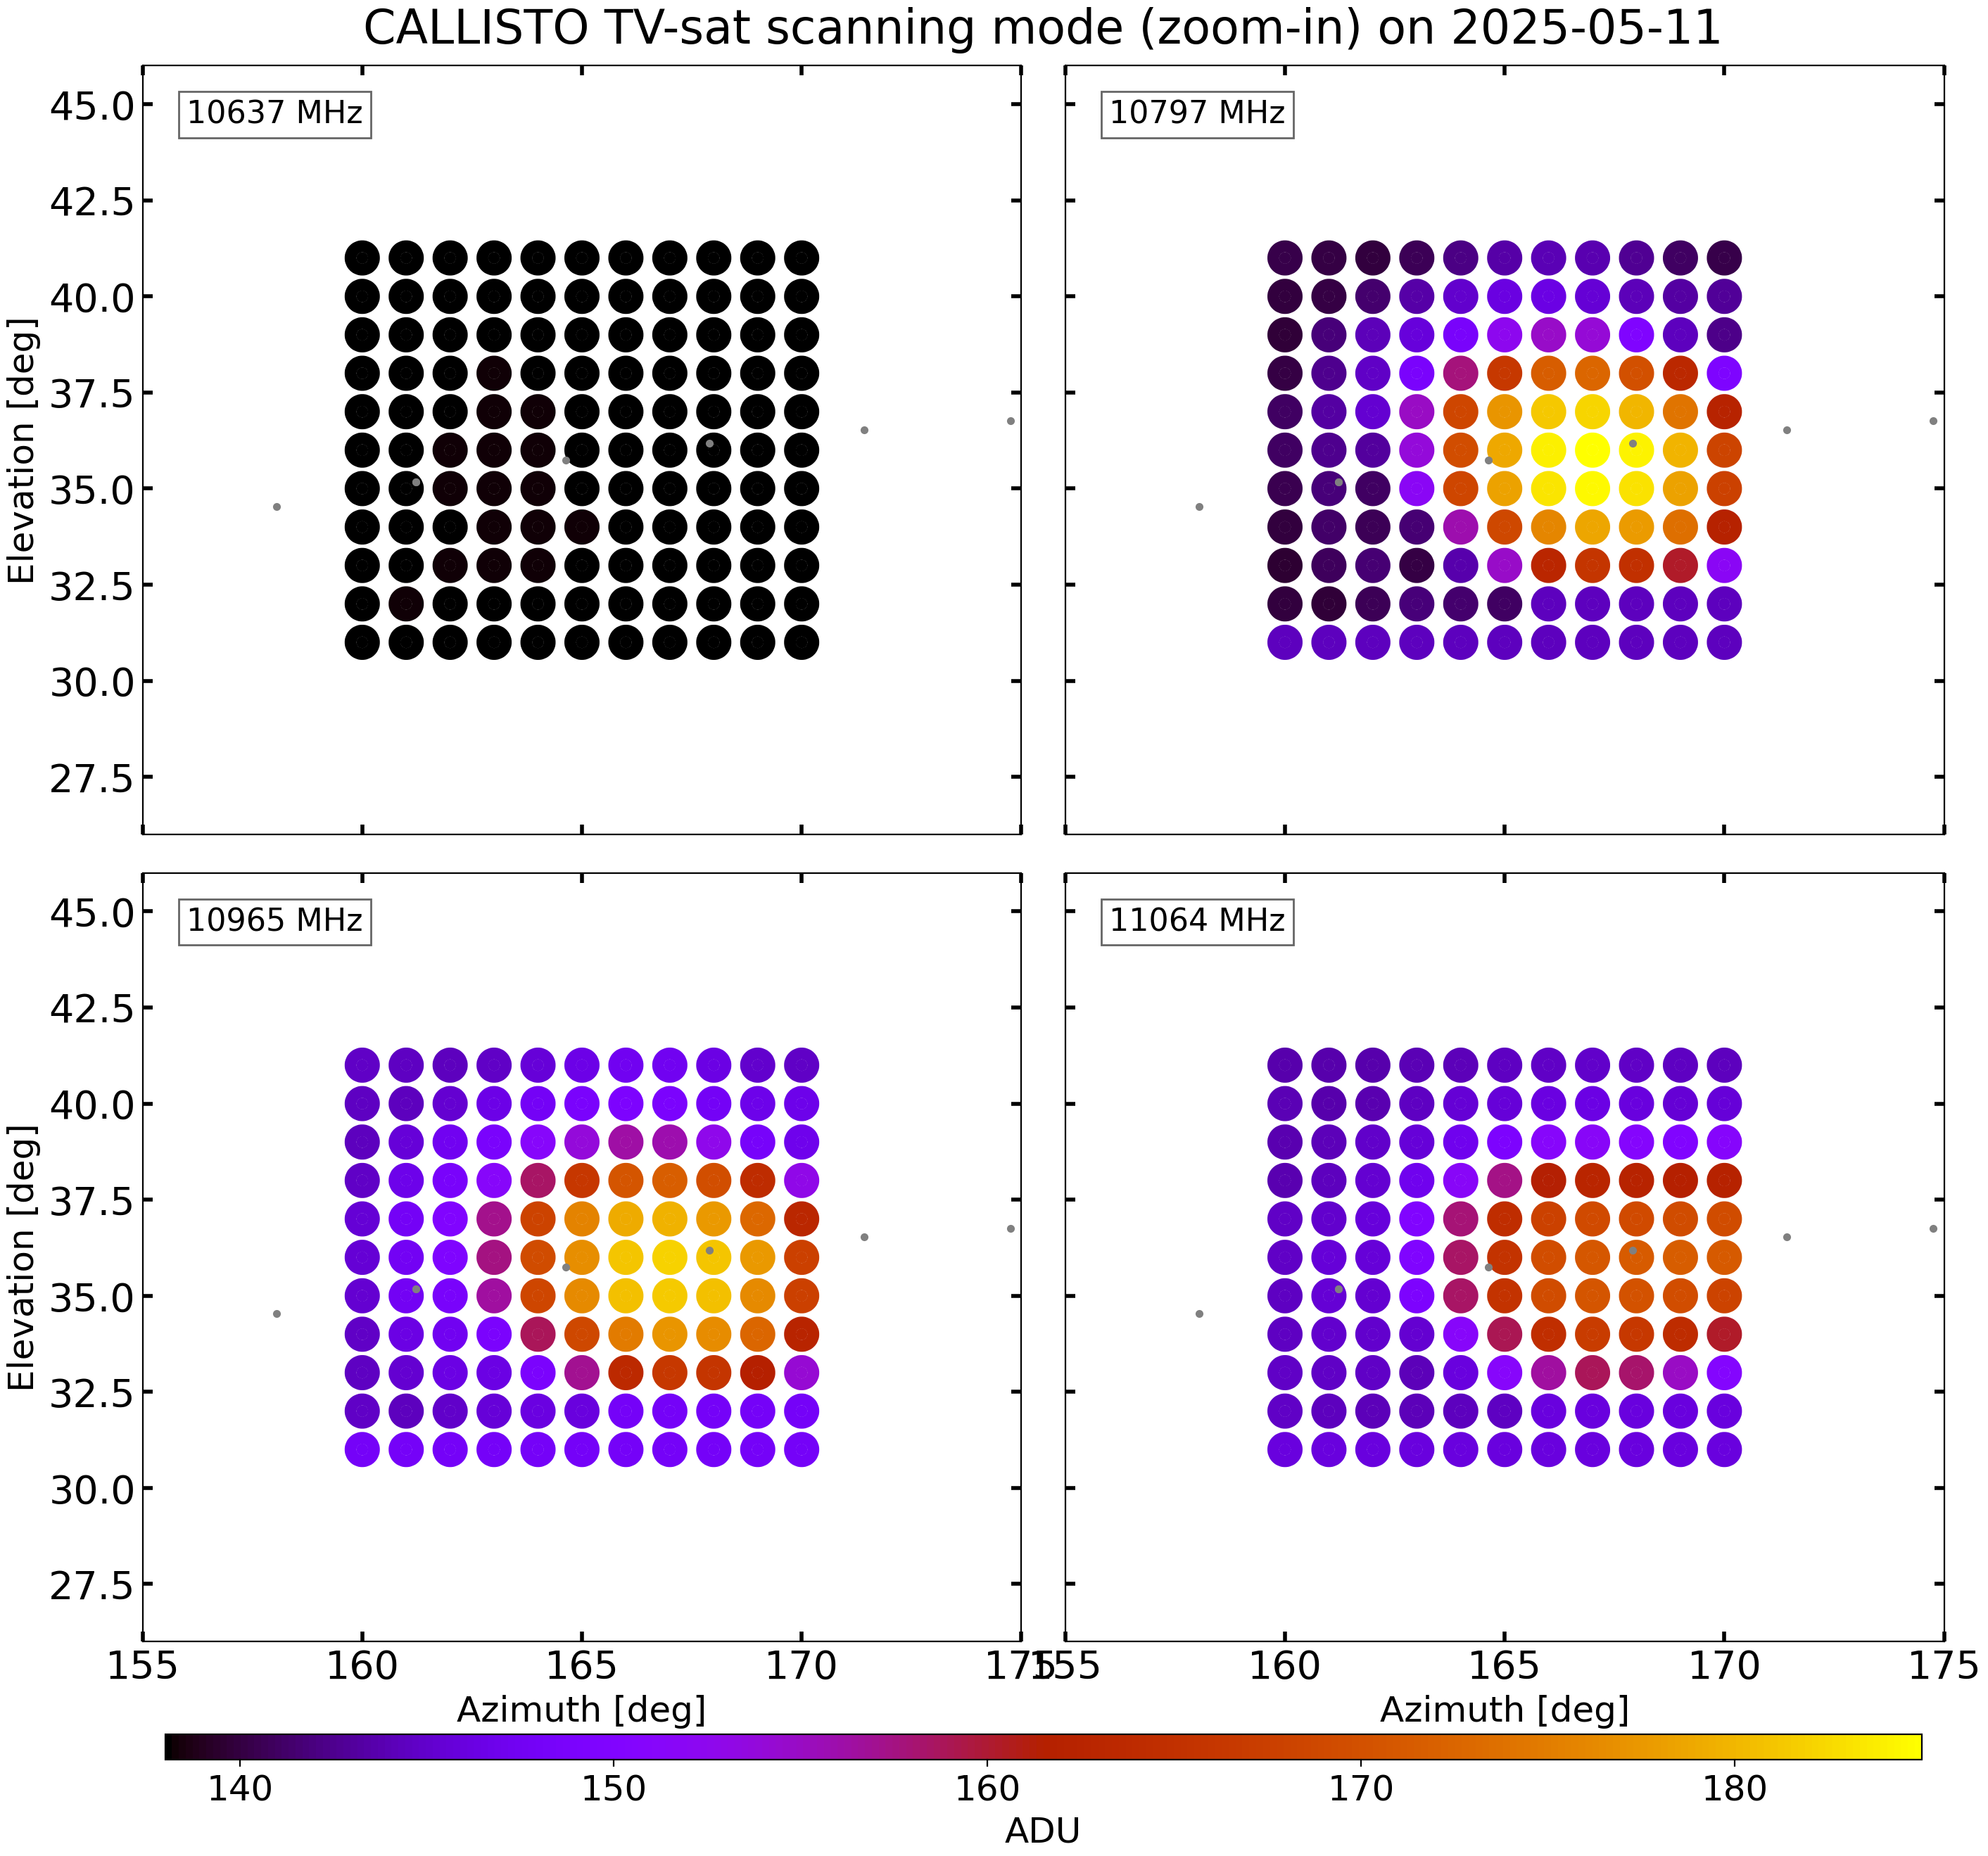 CALLISTO TV-sat scanning mode (zoom-in) on 2025-05-11
10637 MHz
10797 MHz
45.0
42.5
40.0
37.5
35.0
32.5
30.0
27.5
Elevation [deg]
10965 MHz
11064 MHz
45.0
42.5
40.0
37.5
35.0
32.5
30.0
27.5
Elevation [deg]
155 160 165 170 175
155 160 165 170 175
Azimuth [deg]
Azimuth [deg]
140 150 160 170 180
ADU